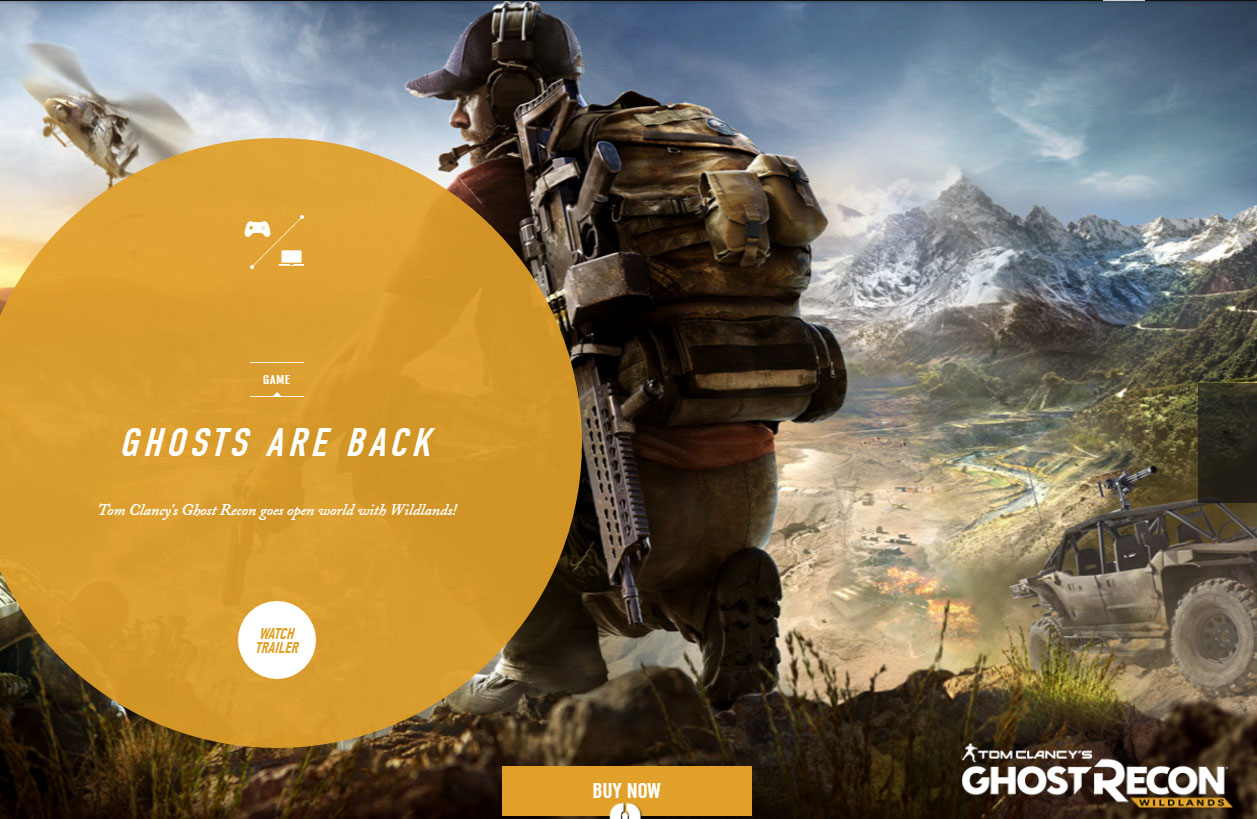 GAME
GHOSTS ARE BACK
Tom Clancy's Ghost Recon goes open world with Wildlands!
WATCH
TRAILER
BUY NOW
TOM CLANCY'S
GHOST RECON
WILDLANDS